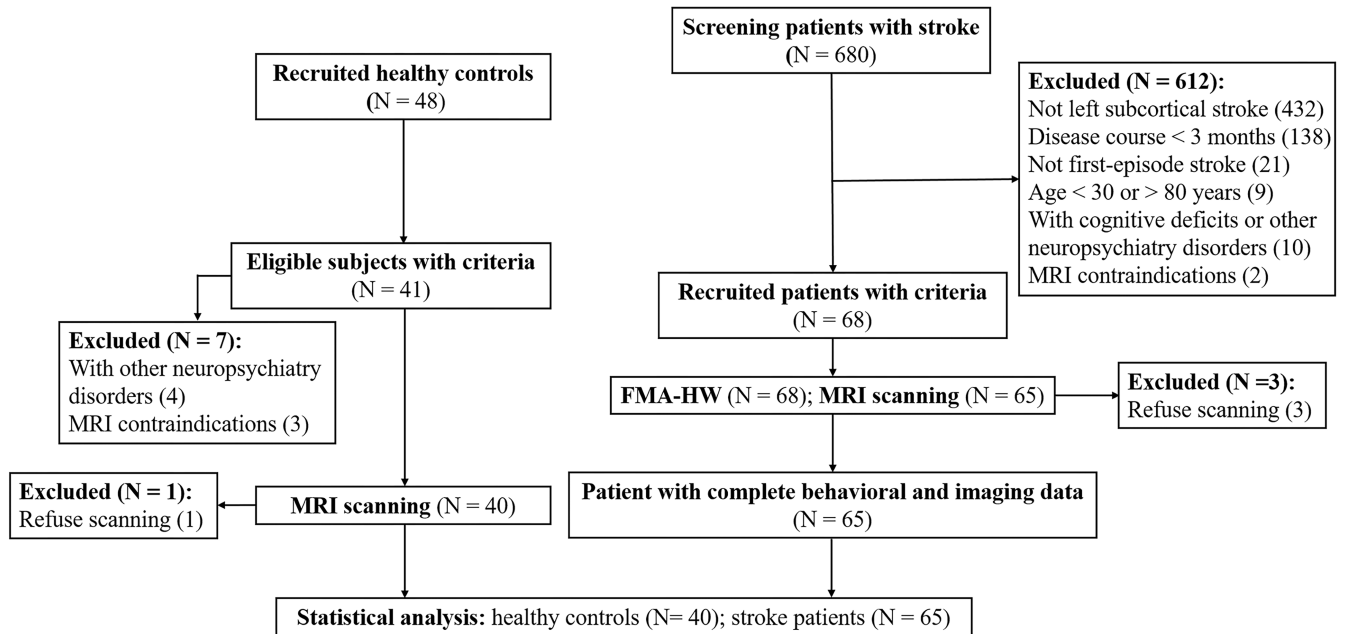 Screening patients with stroke
(N = 680)
Recruited healthy controls
(N = 48)
Excluded (N = 612):
Not left subcortical stroke (432)
Disease course < 3 months (138)
Not first-episode stroke (21)
Age < 30 or > 80 years (9)
With cognitive deficits or other
neuropsychiatry disorders (10)
MRI contraindications (2)
Eligible subjects with criteria
(N = 41)
Recruited patients with criteria
(N = 68)
Excluded (N = 7):
With other neuropsychiatry
disorders (4)
MRI contraindications (3)
FMA-HW (N = 68); MRI scanning (N = 65)
Excluded (N =3):
Refuse scanning (3)
Excluded (N = 1):
Refuse scanning (1)
MRI scanning (N = 40)
Patient with complete behavioral and imaging data
(N = 65)
Statistical analysis: healthy controls (N= 40); stroke patients (N = 65)